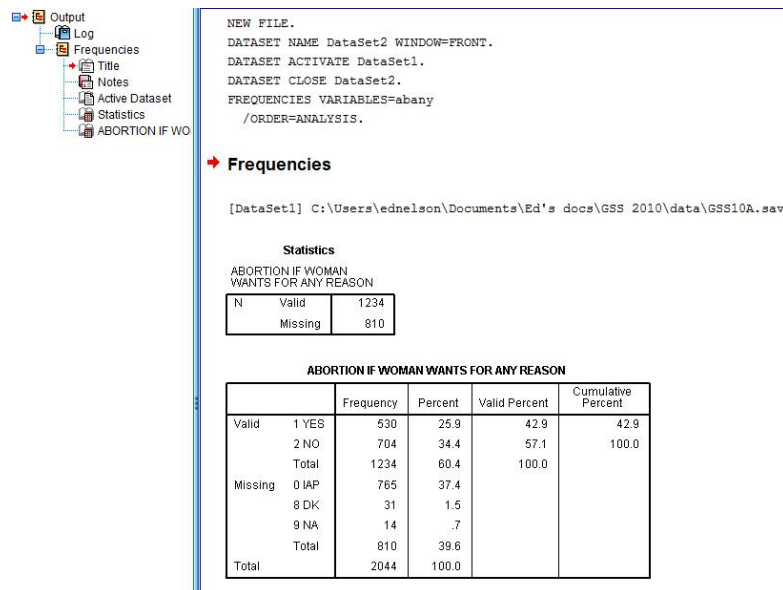 Output
Log
Frequencies
Title
Notes
Active Dataset
Statistics
ABORTION IF WO
NEW FILE.
DATASET NAME DataSet2 WINDOW=FRONT.
DATASET ACTIVATE DataSet1.
DATASET CLOSE DataSet2.
FREQUENCIES VARIABLES=abany
/ORDER=ANALYSIS.
Frequencies
[DataSet1] C:\Users\ednelson\Documents\Ed's docs\GSS 2010\data\GSS10A.sav
Statistics
ABORTION IF WOMAN
WANTS FOR ANY REASON
N Valid 1234
Missing 810
ABORTION IF WOMAN WANTS FOR ANY REASON
Frequency Percent Valid Percent Cumulative Percent
Valid 1 YES 530 25.9 42.9 42.9
2 NO 704 34.4 57.1 100.0
Total 1234 60.4 100.0
Missing 0 IAP 765 37.4
8 DK 31 1.5
9 NA 14 .7
Total 810 39.6
Total 2044 100.0